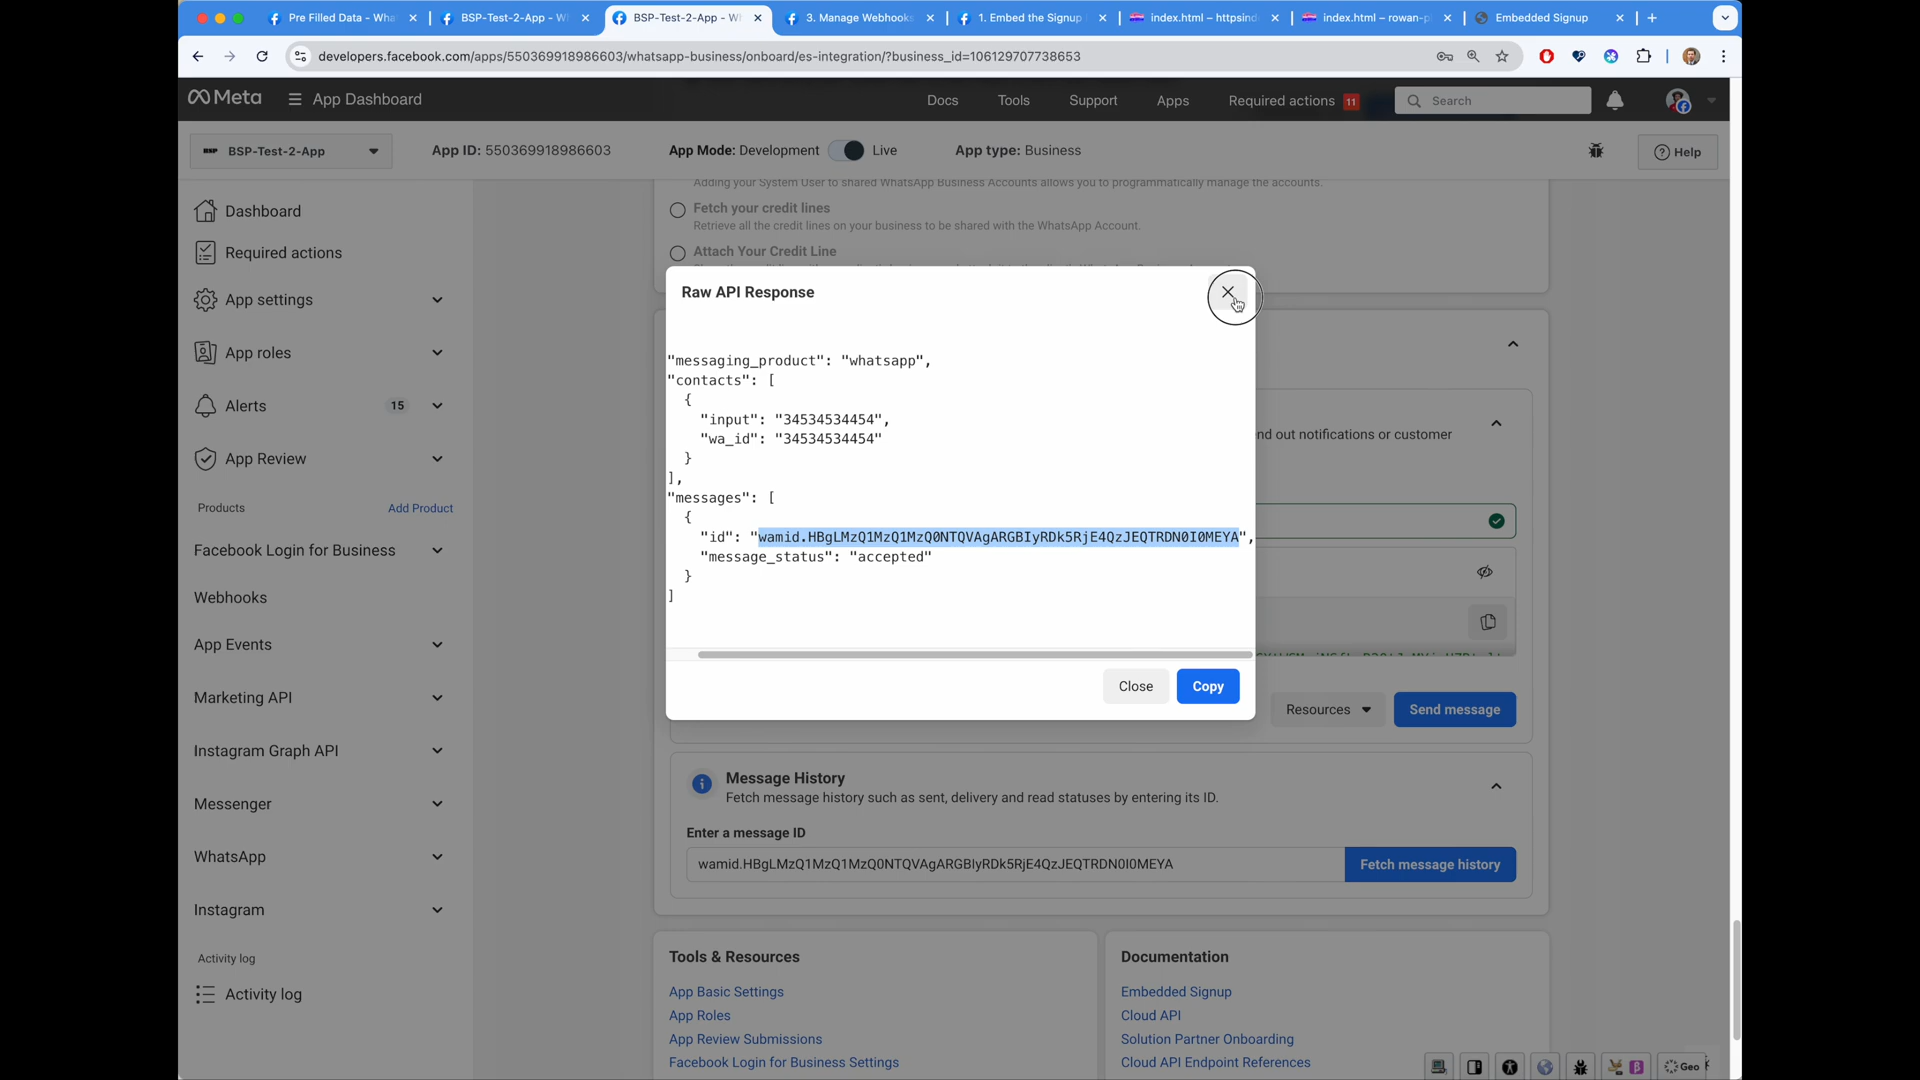 Pre Filled Data - Wha
BSP-Test-2-App - W
BSP-Test-2-App - W
3. Manage Webhooks
1. Embed the Signup
index.html – httpsind
index.html – rowan-p
Embedded Signup
developers.facebook.com/apps/550369918986603/whatsapp-business/onboard/es-integration/?business_id=106129707738653
Meta
App Dashboard
Docs
Tools
Support
Apps
Required actions 11
Search
BSP-Test-2-App
App ID: 550369918986603
App Mode: Development
Live
App type: Business
Help
Dashboard
Required actions
App settings
App roles
Alerts
15
App Review
Products
Add Product
Facebook Login for Business
Webhooks
App Events
Marketing API
Instagram Graph API
Messenger
WhatsApp
Instagram
Activity log
Activity log
Adding your System User to shared WhatsApp Business Accounts allows you to programmatically manage the accounts.
Fetch your credit lines
Retrieve all the credit lines on your business to be shared with the WhatsApp Account.
Attach Your Credit Line
Raw API Response
"messaging_product": "whatsapp",
"contacts": [
{
"input": "34534534454",
"wa_id": "34534534454"
}
],
"messages": [
{
"id": "wamid.HBgLMzQ1MzQ1MzQ0NTQVAgARGBIyRDk5RjE4QzJEQTRDN0I0MEYA",
"message_status": "accepted"
}
]
Close
Copy
nd out notifications or customer
Resources
Send message
Message History
Fetch message history such as sent, delivery and read statuses by entering its ID.
Enter a message ID
wamid.HBgLMzQ1MzQ1MzQ0NTQVAgARGBIyRDk5RjE4QzJEQTRDN0I0MEYA
Fetch message history
Tools & Resources
App Basic Settings
App Roles
App Review Submissions
Facebook Login for Business Settings
Documentation
Embedded Signup
Cloud API
Solution Partner Onboarding
Cloud API Endpoint References
Geo